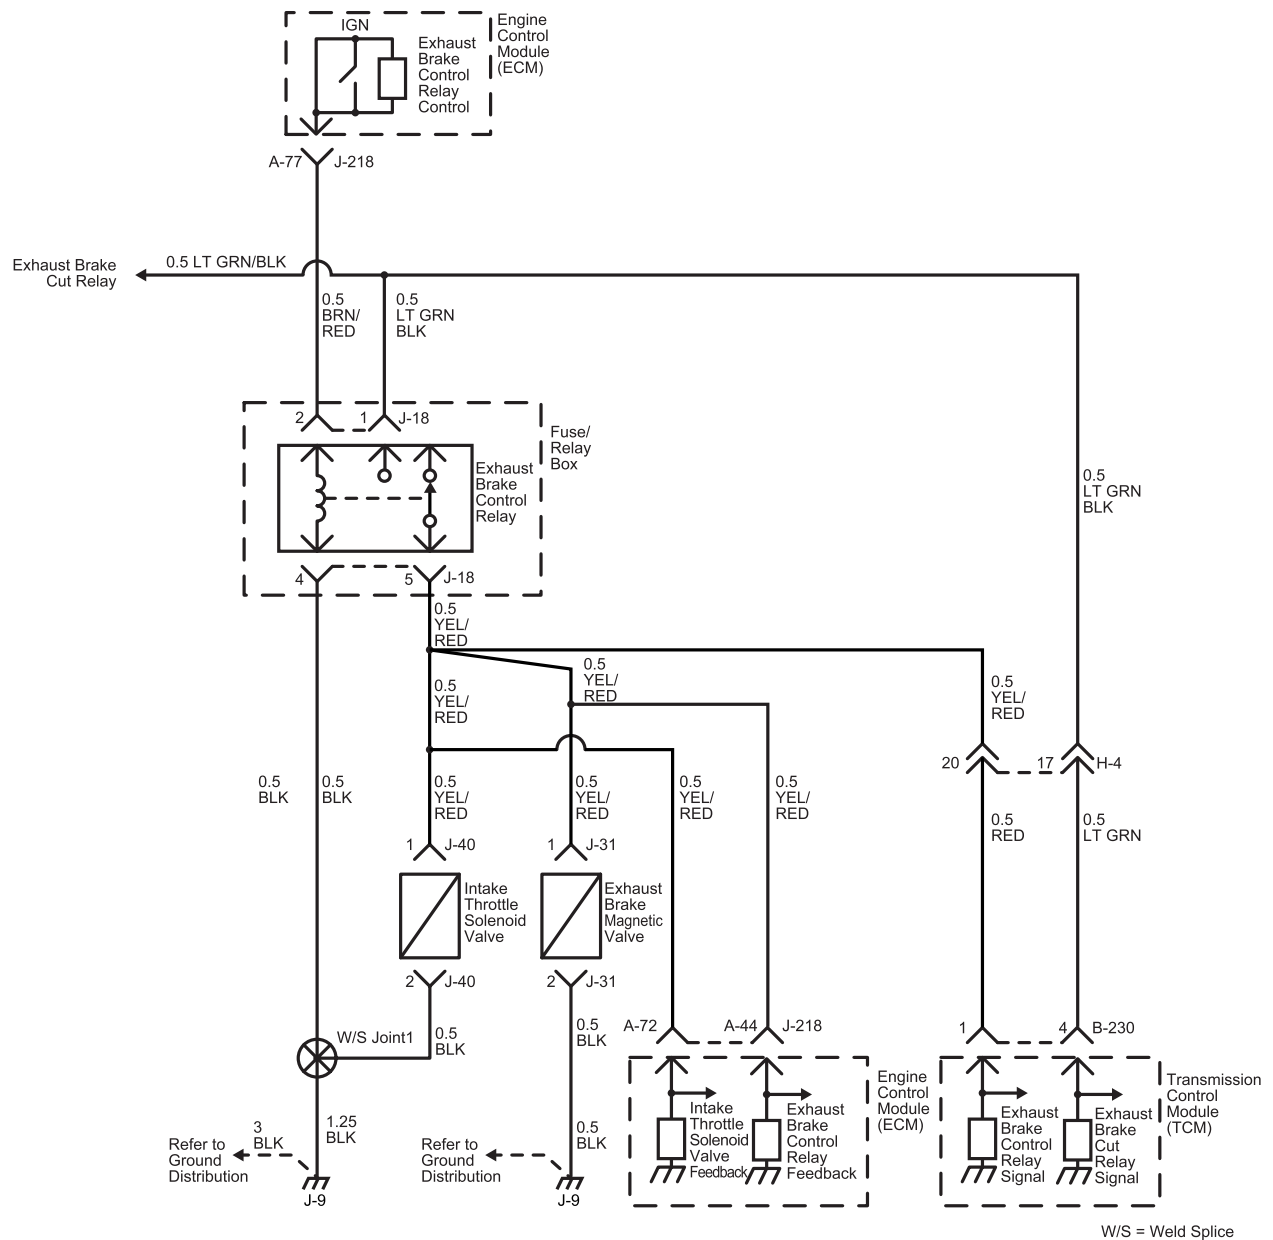 IGN
Exhaust
Brake
Control
Relay
Control
Engine
Control
Module
(ECM)
A-77
J-218
Exhaust Brake
Cut Relay
0.5 LT GRN/BLK
0.5
BRN/
RED
0.5
LT GRN
BLK
2
1
J-18
Fuse/
Relay
Box
Exhaust
Brake
Control
Relay
0.5
LT GRN
BLK
4
5
J-18
0.5
YEL/
RED
0.5
YEL/
RED
0.5
YEL/
RED
0.5
YEL/
RED
20
17
H-4
0.5
BLK
0.5
BLK
0.5
YEL/
RED
0.5
YEL/
RED
0.5
YEL/
RED
0.5
YEL/
RED
0.5
RED
0.5
LT GRN
1
J-40
1
J-31
Intake
Throttle
Solenoid
Valve
Exhaust
Brake
Magnetic
Valve
2
J-40
2
J-31
W/S Joint1
0.5
BLK
0.5
BLK
A-72
A-44
J-218
1
4
B-230
Engine
Control
Module
(ECM)
Transmission
Control
Module
(TCM)
Intake
Throttle
Solenoid
Valve
Feedback
Exhaust
Brake
Control
Relay
Feedback
Exhaust
Brake
Control
Relay
Signal
Exhaust
Brake
Cut
Relay
Signal
1.25
BLK
3
BLK
Refer to
Ground
Distribution
J-9
0.5
BLK
Refer to
Ground
Distribution
J-9
W/S = Weld Splice